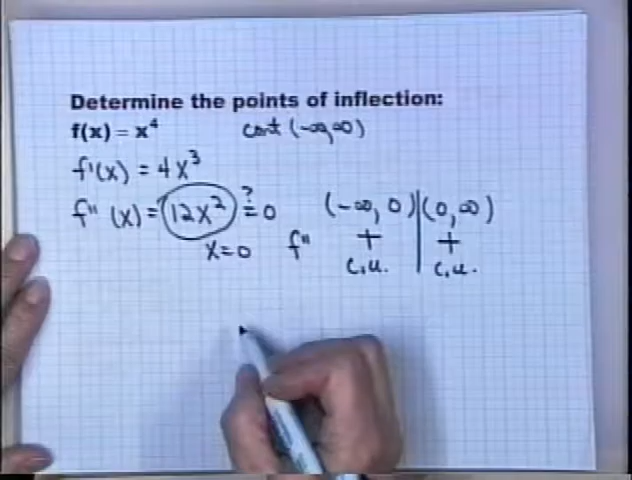 Determine the points of inflection:
f(x) = x⁴ cont (-∞,∞)
f'(x) = 4x³
f''(x) = 12x² ?= 0 (-∞, 0) | (0, ∞)
x=0 f'' + | +
c.u. | c.u.